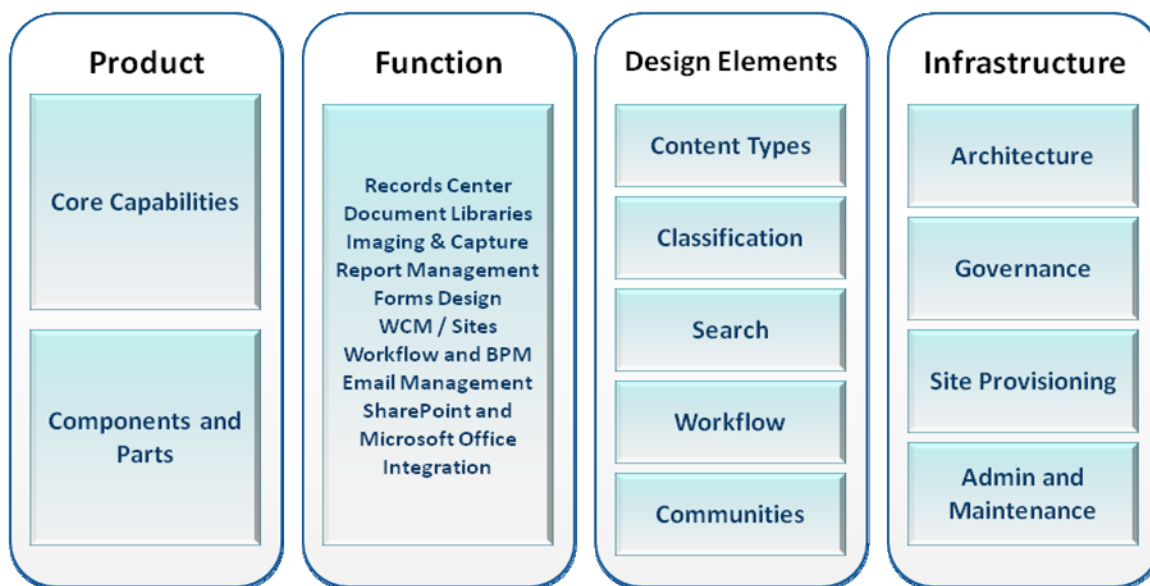 Product
Core Capabilities
Components and
Parts
Function
Records Center
Document Libraries
Imaging & Capture
Report Management
Forms Design
WCM / Sites
Workflow and BPM
Email Management
SharePoint and
Microsoft Office
Integration
Design Elements
Content Types
Classification
Search
Workflow
Communities
Infrastructure
Architecture
Governance
Site Provisioning
Admin and
Maintenance